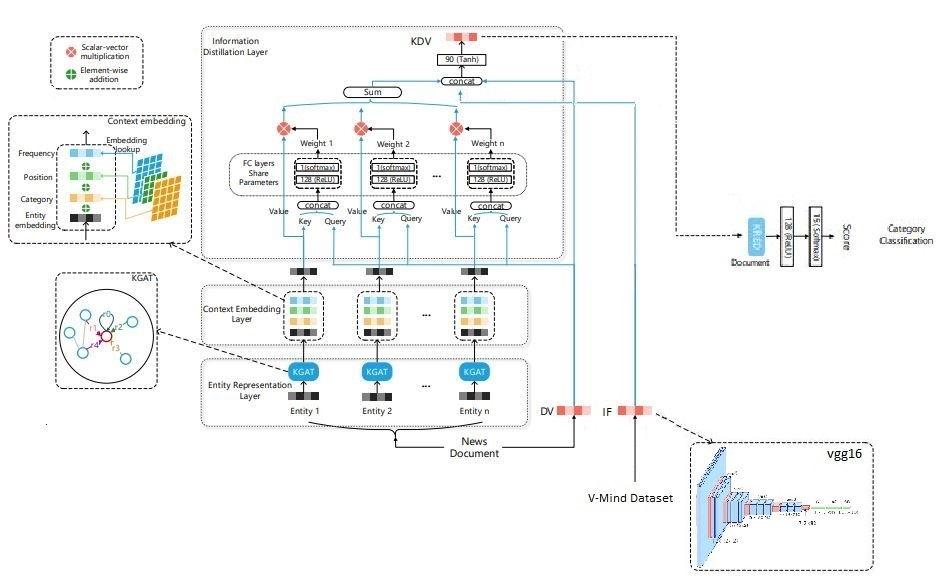 Information
Distillation Layer
KDV
90 (Tanh)
concat
Sum
Scalar-vector
multiplication
Element-wise
addition
Context embedding
Embedding
lookup
Frequency
Position
Category
Entity
embedding
Weight 1
Weight 2
Weight n
FC layers
Share
Parameters
1(softmax)
128 (ReLU)
1(softmax)
128 (ReLU)
...
1(softmax)
128 (ReLU)
concat
concat
concat
Value
Key
Query
Value
Key
Query
Value
Key
Query
Document
128 (ReLU)
15 (Softmax)
Score
Category
Classification
KGAT
r0
r1
r2
r3
r4
Context Embedding
Layer
...
Entity Representation
Layer
KGAT
KGAT
...
KGAT
Entity 1
Entity 2
Entity n
DV
IF
News
Document
V-Mind Dataset
vgg16